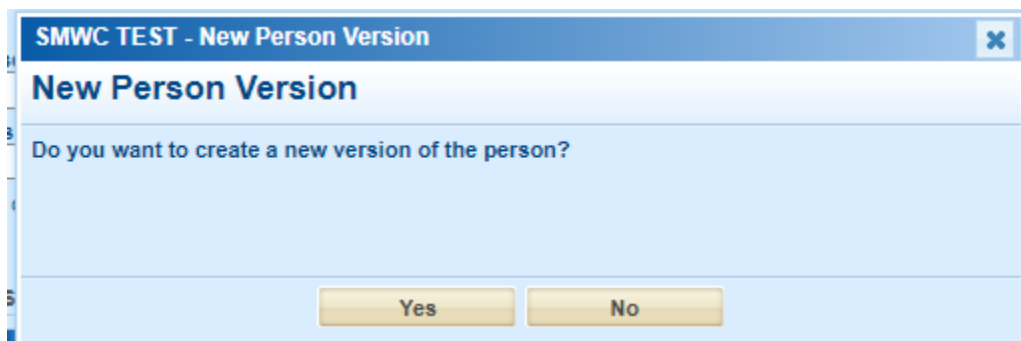 SMWC TEST - New Person Version
New Person Version
Do you want to create a new version of the person?
Yes No